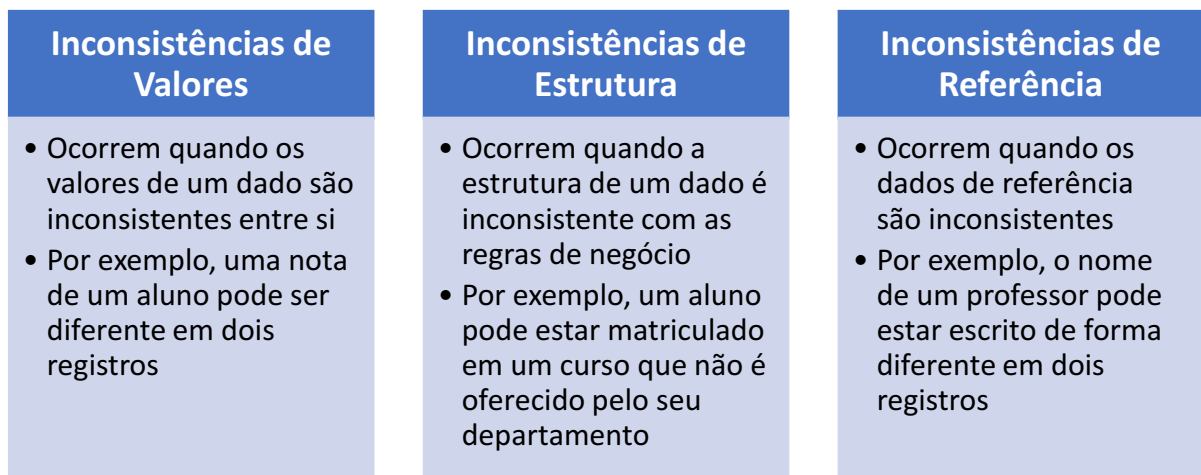 Inconsistências de
Valores
• Ocorrem quando os
valores de um dado são
inconsistentes entre si
• Por exemplo, uma nota
de um aluno pode ser
diferente em dois
registros
Inconsistências de
Estrutura
• Ocorrem quando a
estrutura de um dado é
inconsistente com as
regras de negócio
• Por exemplo, um aluno
pode estar matriculado
em um curso que não é
oferecido pelo seu
departamento
Inconsistências de
Referência
• Ocorrem quando os
dados de referência
são inconsistentes
• Por exemplo, o nome
de um professor pode
estar escrito de forma
diferente em dois
registros